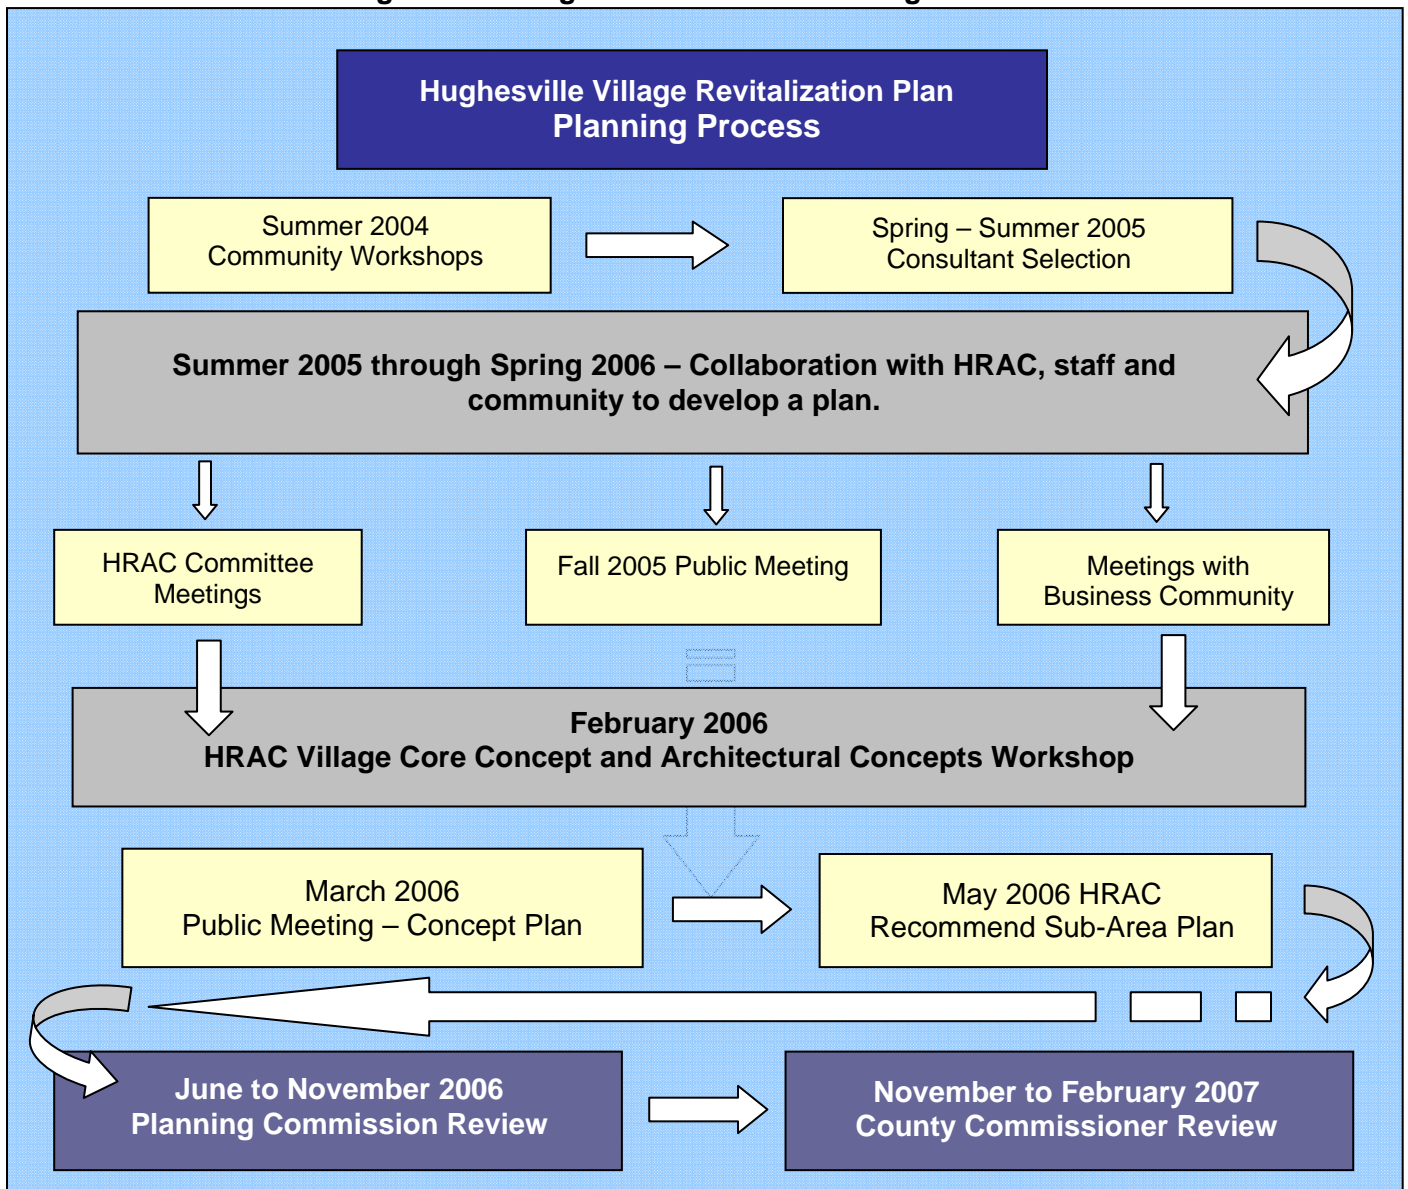 Hughesville Village Revitalization Plan
Planning Process
Summer 2004
Community Workshops
Spring – Summer 2005
Consultant Selection
Summer 2005 through Spring 2006 – Collaboration with HRAC, staff and
community to develop a plan.
HRAC Committee
Meetings
Fall 2005 Public Meeting
Meetings with
Business Community
February 2006
HRAC Village Core Concept and Architectural Concepts Workshop
March 2006
Public Meeting – Concept Plan
May 2006 HRAC
Recommend Sub-Area Plan
June to November 2006
Planning Commission Review
November to February 2007
County Commissioner Review